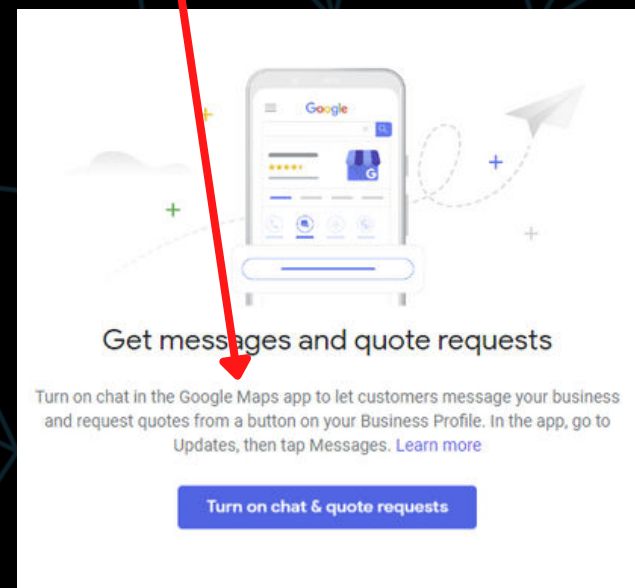 Google
G
Get messages and quote requests
Turn on chat in the Google Maps app to let customers message your business
and request quotes from a button on your Business Profile. In the app, go to
Updates, then tap Messages. Learn more
Turn on chat & quote requests